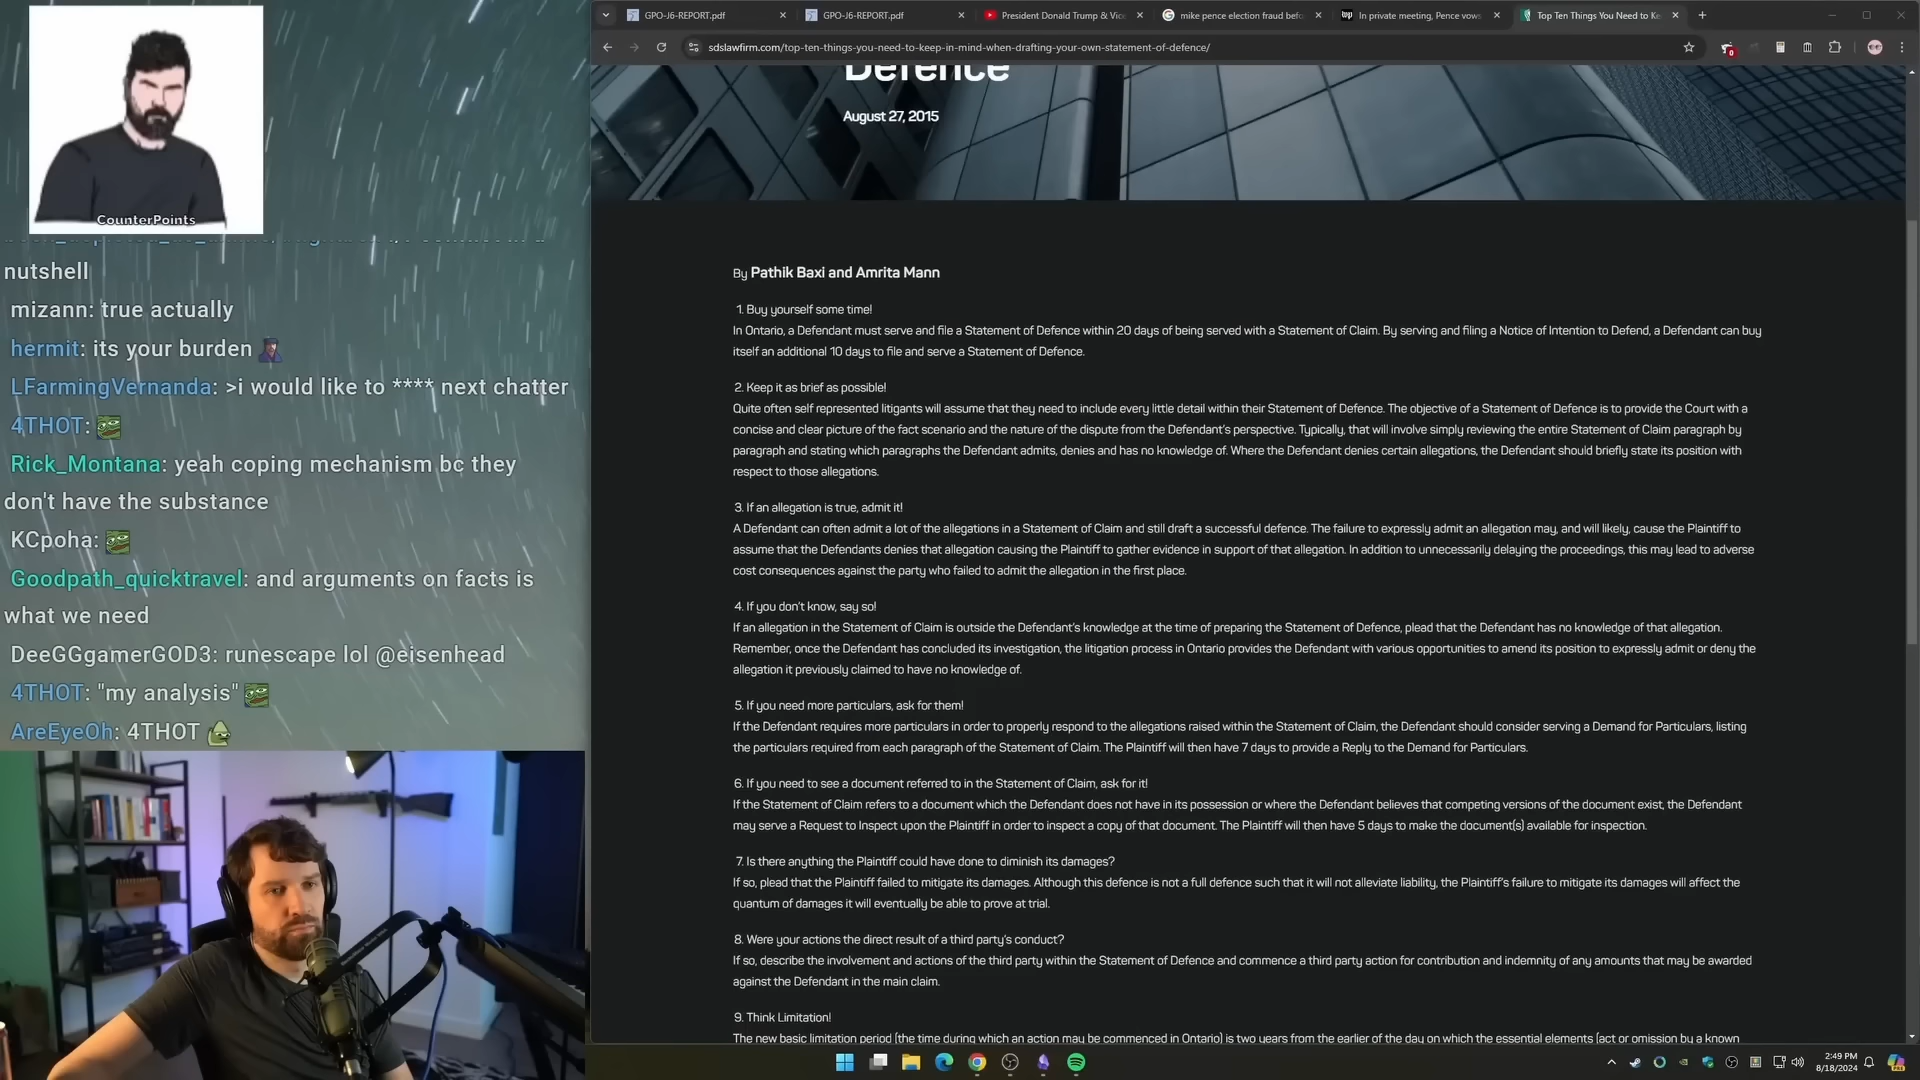 GPO-J6-REPORT.pdf
GPO-J6-REPORT.pdf
President Donald Trump & Vice
mike pence election fraud befo
In private meeting, Pence vows
Top Ten Things You Need to Ke
sdslawfirm.com/top-ten-things-you-need-to-keep-in-mind-when-drafting-your-own-statement-of-defence/
CounterPoints
nutshell
mizann: true actually
hermit: its your burden
LFarmingVernanda: >i would like to **** next chatter
4THOT:
Rick_Montana: yeah coping mechanism bc they
don't have the substance
KCpoha:
Goodpath_quicktravel: and arguments on facts is
what we need
DeeGGgamerGOD3: runescape lol @eisenhead
4THOT: "my analysis"
AreEyeOh: 4THOT
Defence
August 27, 2015
By Pathik Baxi and Amrita Mann
1. Buy yourself some time!
In Ontario, a Defendant must serve and file a Statement of Defence within 20 days of being served with a Statement of Claim. By serving and filing a Notice of Intention to Defend, a Defendant can buy
itself an additional 10 days to file and serve a Statement of Defence.
2. Keep it as brief as possible!
Quite often self represented litigants will assume that they need to include every little detail within their Statement of Defence. The objective of a Statement of Defence is to provide the Court with a
concise and clear picture of the fact scenario and the nature of the dispute from the Defendant's perspective. Typically, that will involve simply reviewing the entire Statement of Claim paragraph by
paragraph and stating which paragraphs the Defendant admits, denies and has no knowledge of. Where the Defendant denies certain allegations, the Defendant should briefly state its position with
respect to those allegations.
3. If an allegation is true, admit it!
A Defendant can often admit a lot of the allegations in a Statement of Claim and still draft a successful defence. The failure to expressly admit an allegation may, and will likely, cause the Plaintiff to
assume that the Defendants denies that allegation causing the Plaintiff to gather evidence in support of that allegation. In addition to unnecessarily delaying the proceedings, this may lead to adverse
cost consequences against the party who failed to admit the allegation in the first place.
4. If you don't know, say so!
If an allegation in the Statement of Claim is outside the Defendant's knowledge at the time of preparing the Statement of Defence, plead that the Defendant has no knowledge of that allegation.
Remember, once the Defendant has concluded its investigation, the litigation process in Ontario provides the Defendant with various opportunities to amend its position to expressly admit or deny the
allegation it previously claimed to have no knowledge of.
5. If you need more particulars, ask for them!
If the Defendant requires more particulars in order to properly respond to the allegations raised within the Statement of Claim, the Defendant should consider serving a Demand for Particulars, listing
the particulars required from each paragraph of the Statement of Claim. The Plaintiff will then have 7 days to provide a Reply to the Demand for Particulars.
6. If you need to see a document referred to in the Statement of Claim, ask for it!
If the Statement of Claim refers to a document which the Defendant does not have in its possession or where the Defendant believes that competing versions of the document exist, the Defendant
may serve a Request to Inspect upon the Plaintiff in order to inspect a copy of that document. The Plaintiff will then have 5 days to make the document(s) available for inspection.
7. Is there anything the Plaintiff could have done to diminish its damages?
If so, plead that the Plaintiff failed to mitigate its damages. Although this defence is not a full defence such that it will not alleviate liability, the Plaintiff's failure to mitigate its damages will affect the
quantum of damages it will eventually be able to prove at trial.
8. Were your actions the direct result of a third party's conduct?
If so, describe the involvement and actions of the third party within the Statement of Defence and commence a third party action for contribution and indemnity of any amounts that may be awarded
against the Defendant in the main claim.
9. Think Limitation!
The new basic limitation period (the time during which an action may be commenced in Ontario) is two years from the earlier of the day on which the essential elements (act or omission by a known
2:49 PM
8/18/2024